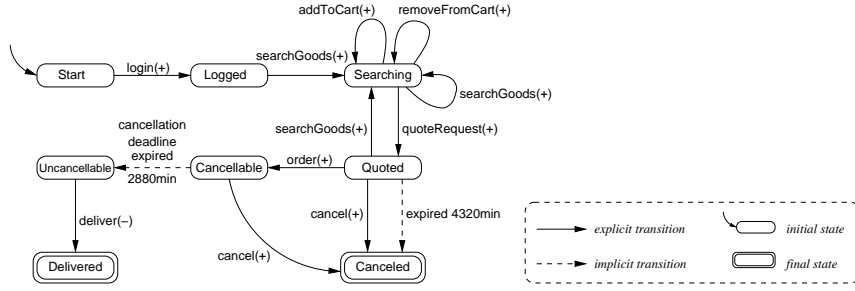 addToCart(+)
removeFromCart(+)
Start
login(+)
Logged
searchGoods(+)
Searching
searchGoods(+)
searchGoods(+)
quoteRequest(+)
cancellation
deadline
expired
2880min
Uncancellable
Cancellable
order(+)
Quoted
deliver(−)
cancel(+)
cancel(+)
expired 4320min
Delivered
Canceled
explicit transition
initial state
implicit transition
final state